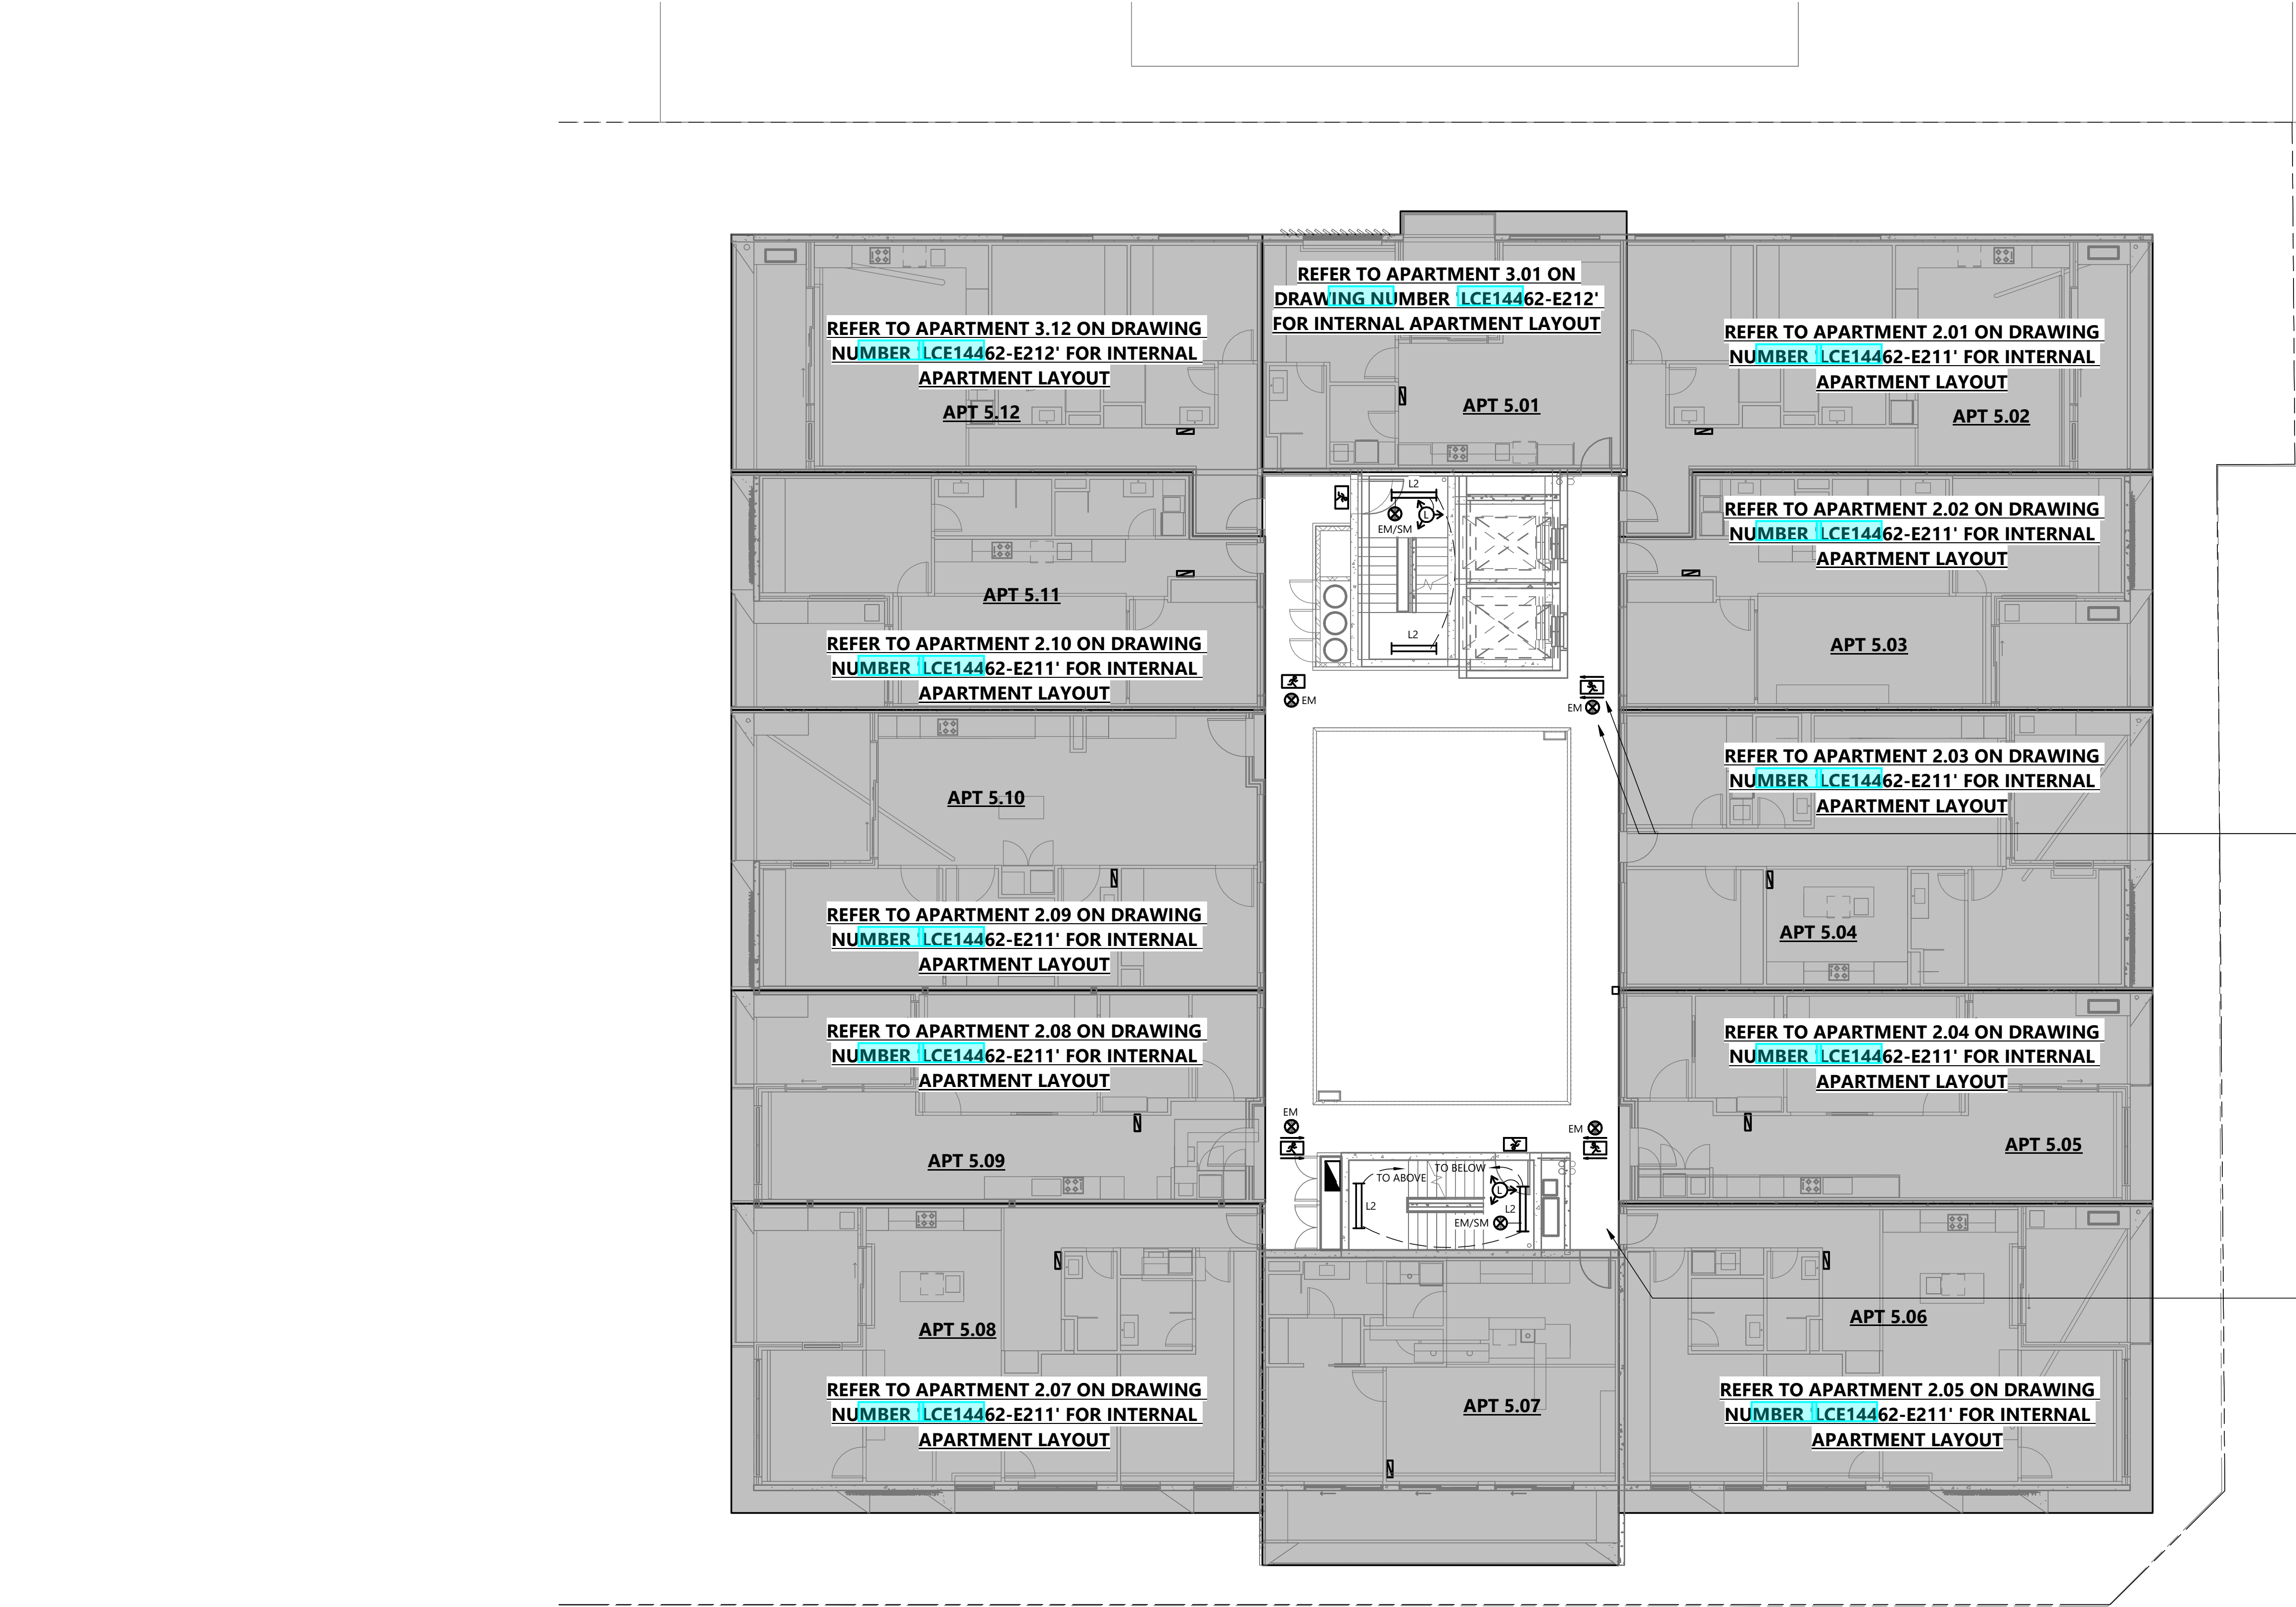 REFER TO APARTMENT 3.12 ON DRAWING
NUMBER 'LCE14462-E212' FOR INTERNAL
APARTMENT LAYOUT
APT 5.12
REFER TO APARTMENT 3.01 ON
DRAWING NUMBER 'LCE14462-E212'
FOR INTERNAL APARTMENT LAYOUT
APT 5.01
REFER TO APARTMENT 2.01 ON DRAWING
NUMBER 'LCE14462-E211' FOR INTERNAL
APARTMENT LAYOUT
APT 5.02
L2
L
EM/SM
L2
REFER TO APARTMENT 2.02 ON DRAWING
NUMBER 'LCE14462-E211' FOR INTERNAL
APARTMENT LAYOUT
APT 5.03
APT 5.11
REFER TO APARTMENT 2.10 ON DRAWING
NUMBER 'LCE14462-E211' FOR INTERNAL
APARTMENT LAYOUT
EM
EM
APT 5.10
REFER TO APARTMENT 2.03 ON DRAWING
NUMBER 'LCE14462-E211' FOR INTERNAL
APARTMENT LAYOUT
APT 5.04
REFER TO APARTMENT 2.09 ON DRAWING
NUMBER 'LCE14462-E211' FOR INTERNAL
APARTMENT LAYOUT
REFER TO APARTMENT 2.08 ON DRAWING
NUMBER 'LCE14462-E211' FOR INTERNAL
APARTMENT LAYOUT
APT 5.09
REFER TO APARTMENT 2.04 ON DRAWING
NUMBER 'LCE14462-E211' FOR INTERNAL
APARTMENT LAYOUT
APT 5.05
EM
EM
TO BELOW
TO ABOVE
L
L2
L2
EM/SM
APT 5.08
REFER TO APARTMENT 2.07 ON DRAWING
NUMBER 'LCE14462-E211' FOR INTERNAL
APARTMENT LAYOUT
APT 5.07
APT 5.06
REFER TO APARTMENT 2.05 ON DRAWING
NUMBER 'LCE14462-E211' FOR INTERNAL
APARTMENT LAYOUT